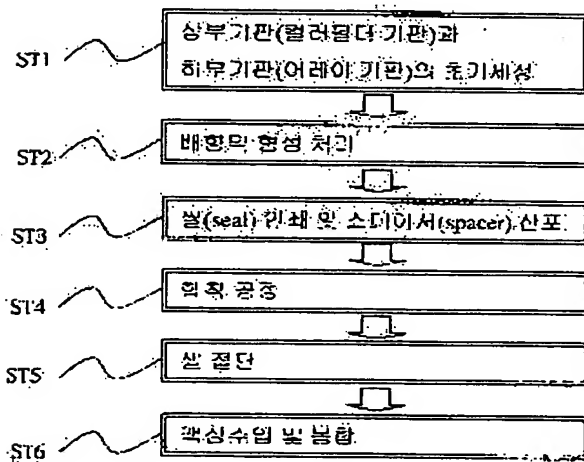 ST1
상부기판(컬러필터 기판)과
하부기판(어레이 기판)의 초기세성
ST2
배향막 형성 처리
ST3
씰(seal) 인쇄 및 스페이서(spacer) 산포
ST4
합착 공정
ST5
셀 절단
ST6
액정주입 및 봉합